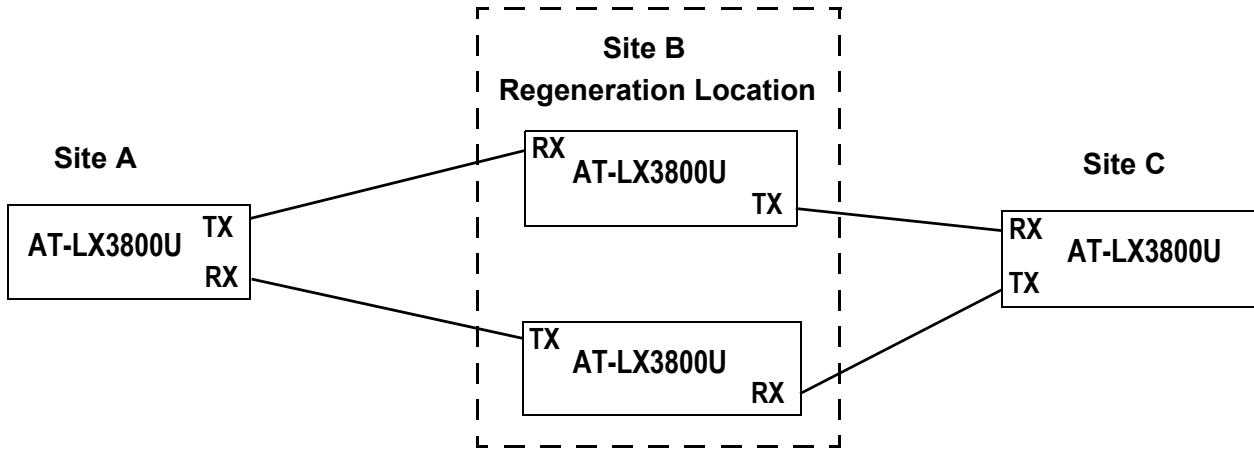 Site B
Regeneration Location
Site A
AT-LX3800U
TX
RX
RX
AT-LX3800U
TX
TX
AT-LX3800U
RX
Site C
RX
AT-LX3800U
TX